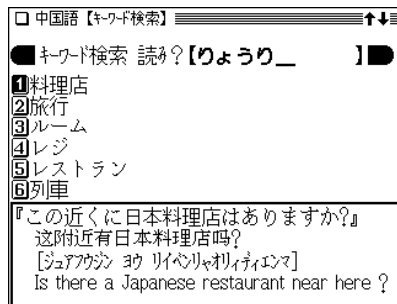 中国語【キーワード検索】
キーワード検索 読み?【りょうり_ 】
1料理店
2旅行
3ルーム
4レジ
5レストラン
6列車
『この近くに日本料理店はありますか?』
这附近有日本料理店吗?
[ジュアフウジン ヨウ リイベンリャオリィディエンマ]
Is there a Japanese restaurant near here ?